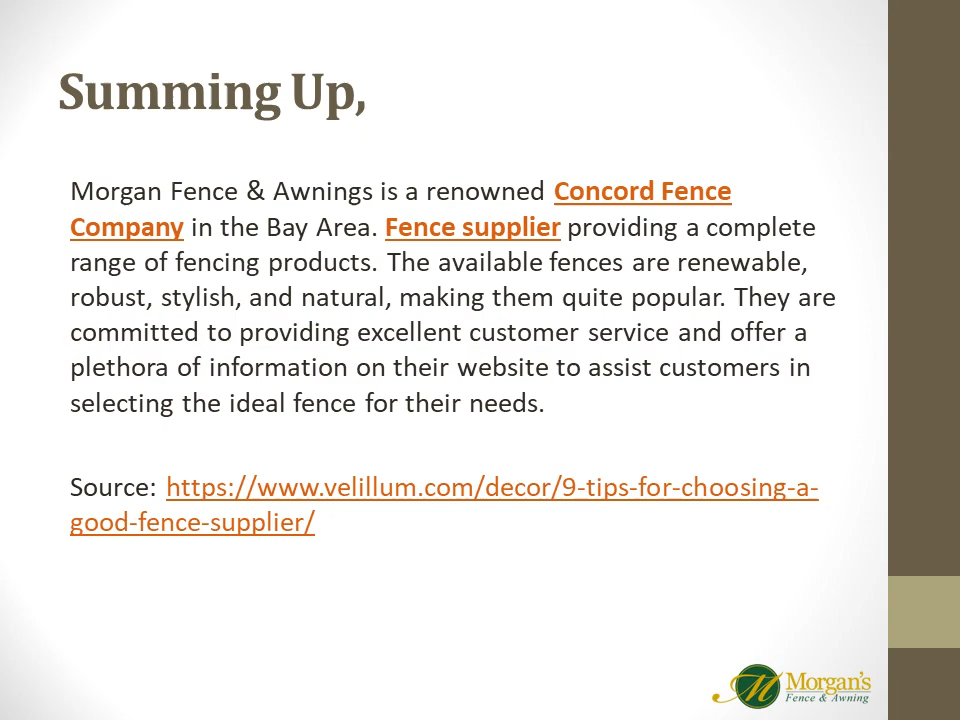 Summing Up,
Morgan Fence & Awnings is a renowned Concord Fence
Company in the Bay Area. Fence supplier providing a complete
range of fencing products. The available fences are renewable,
robust, stylish, and natural, making them quite popular. They are
committed to providing excellent customer service and offer a
plethora of information on their website to assist customers in
selecting the ideal fence for their needs.
Source: https://www.velillum.com/decor/9-tips-for-choosing-a-
good-fence-supplier/
M Morgan's
Fence & Awning